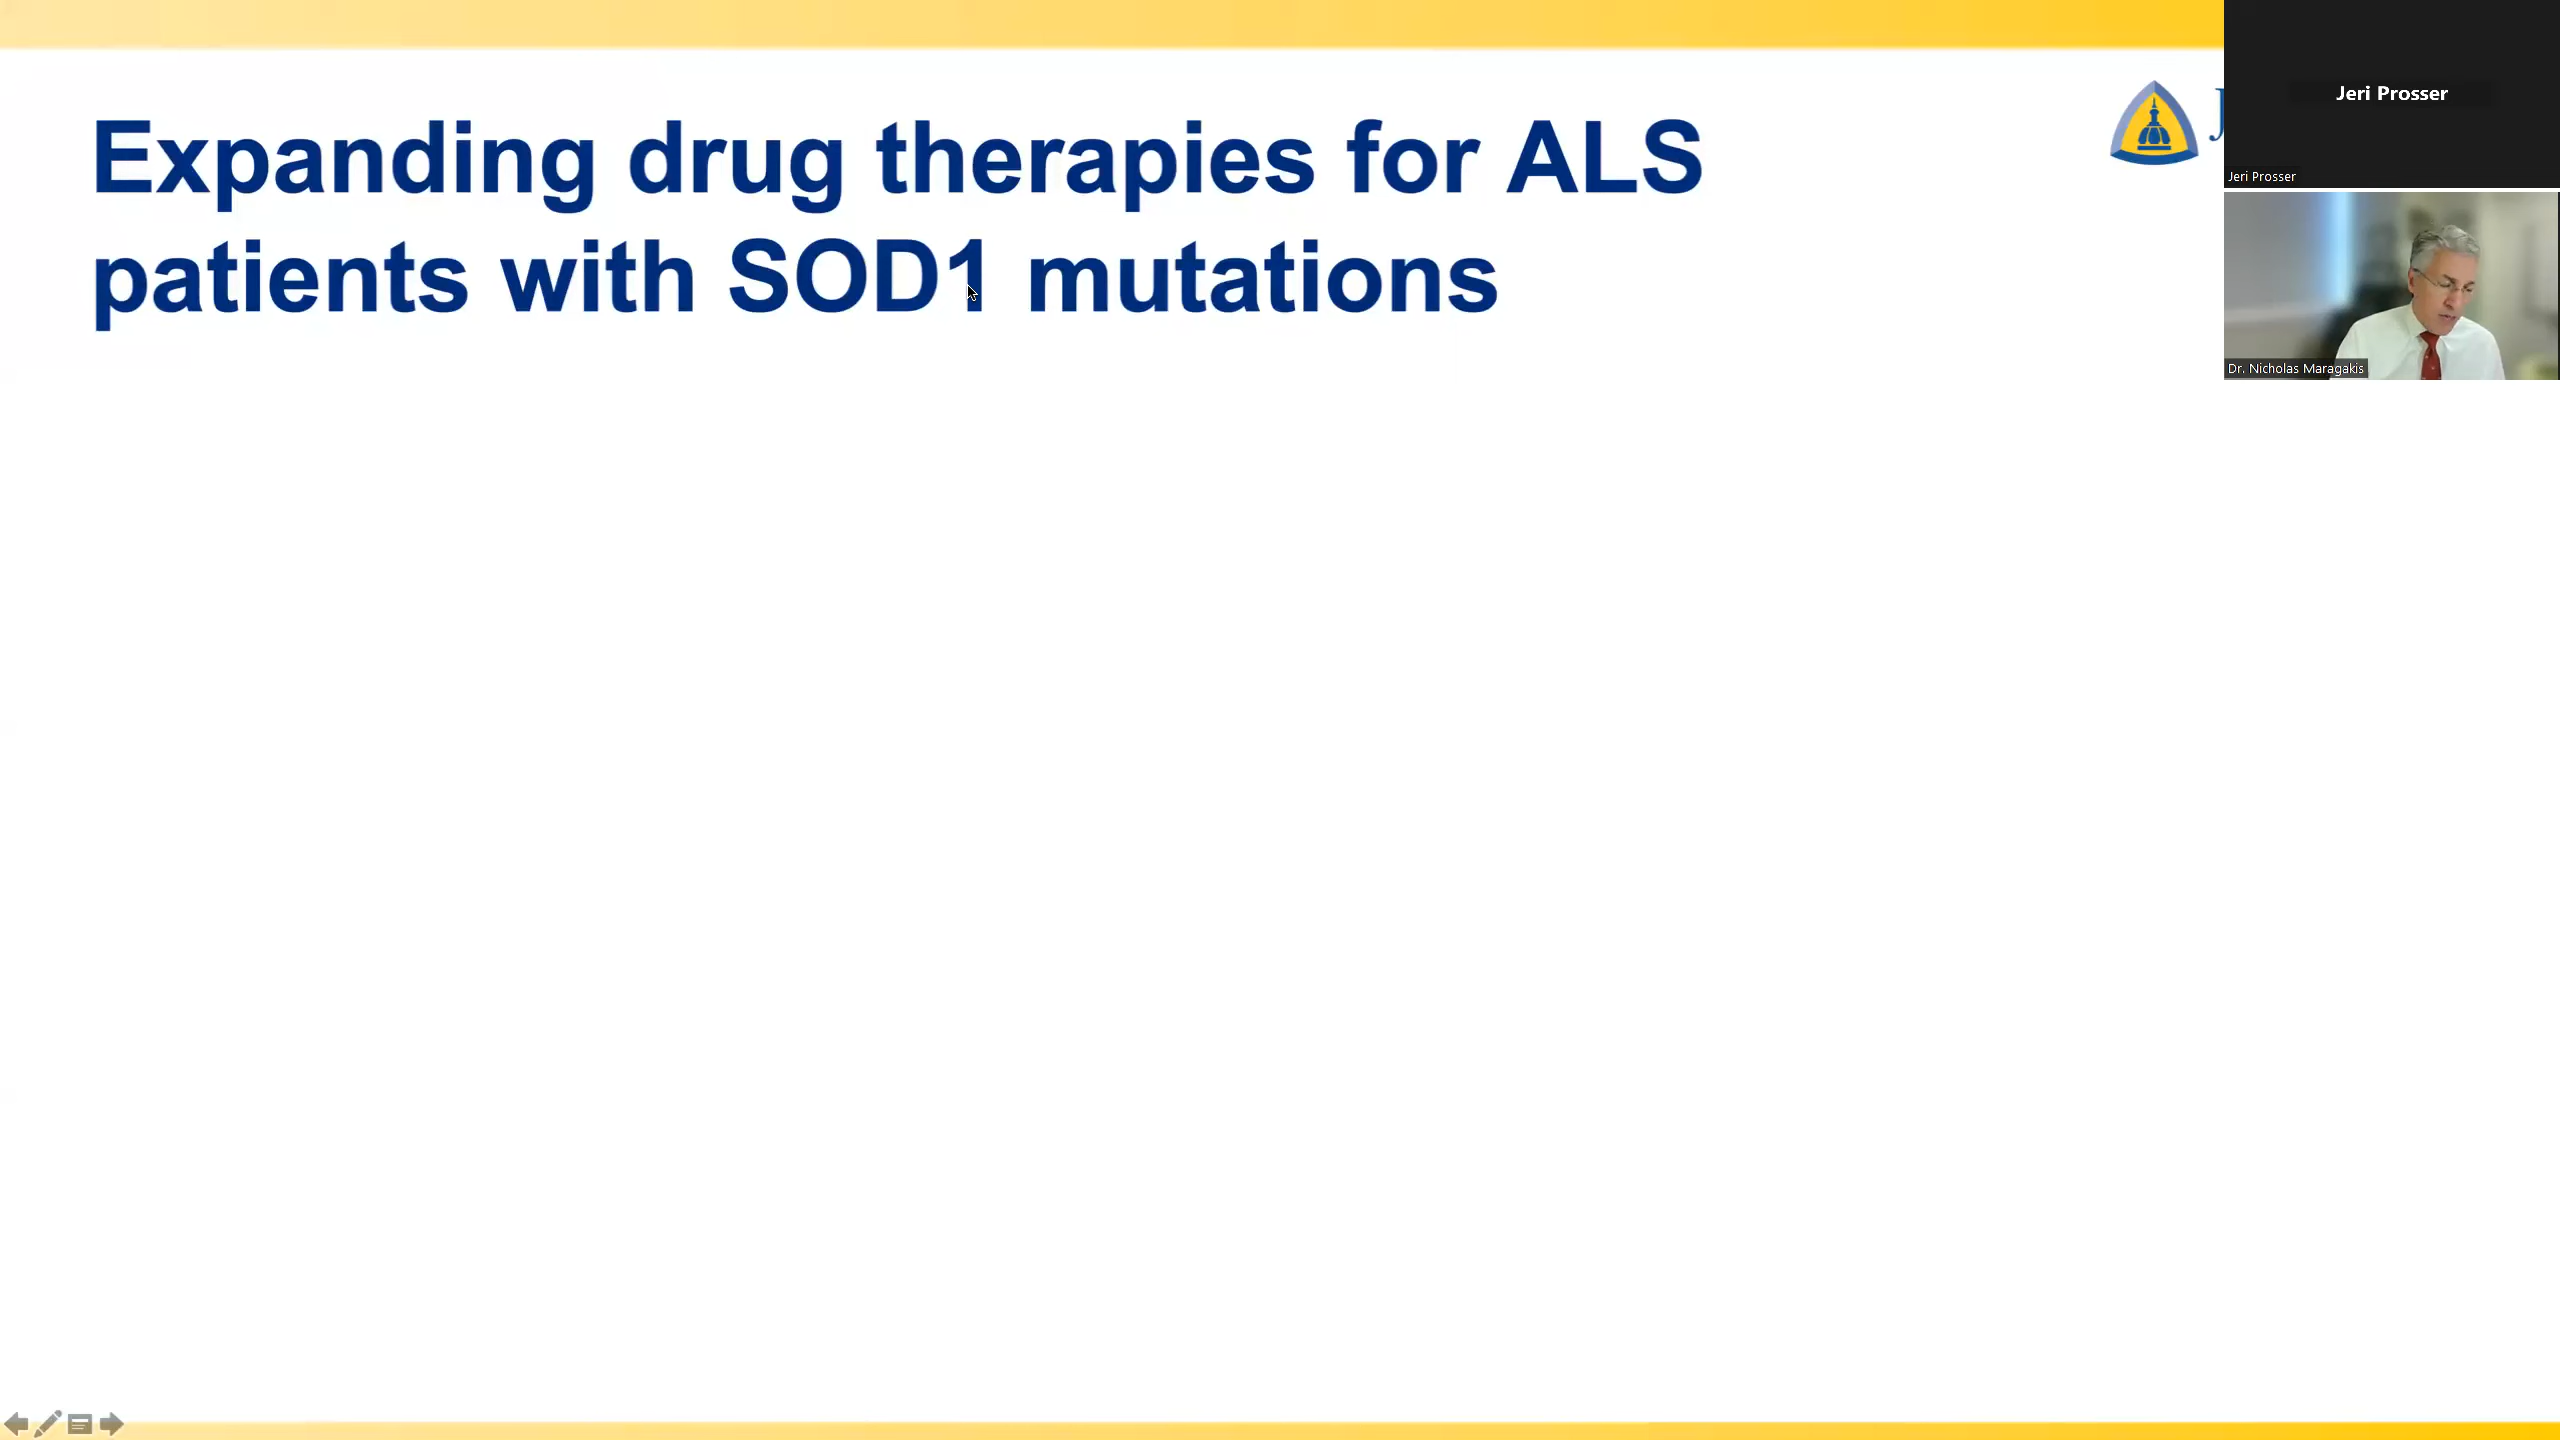 Expanding drug therapies for ALS
patients with SOD1 mutations
J
Jeri Prosser
Jeri Prosser
Dr. Nicholas Maragakis